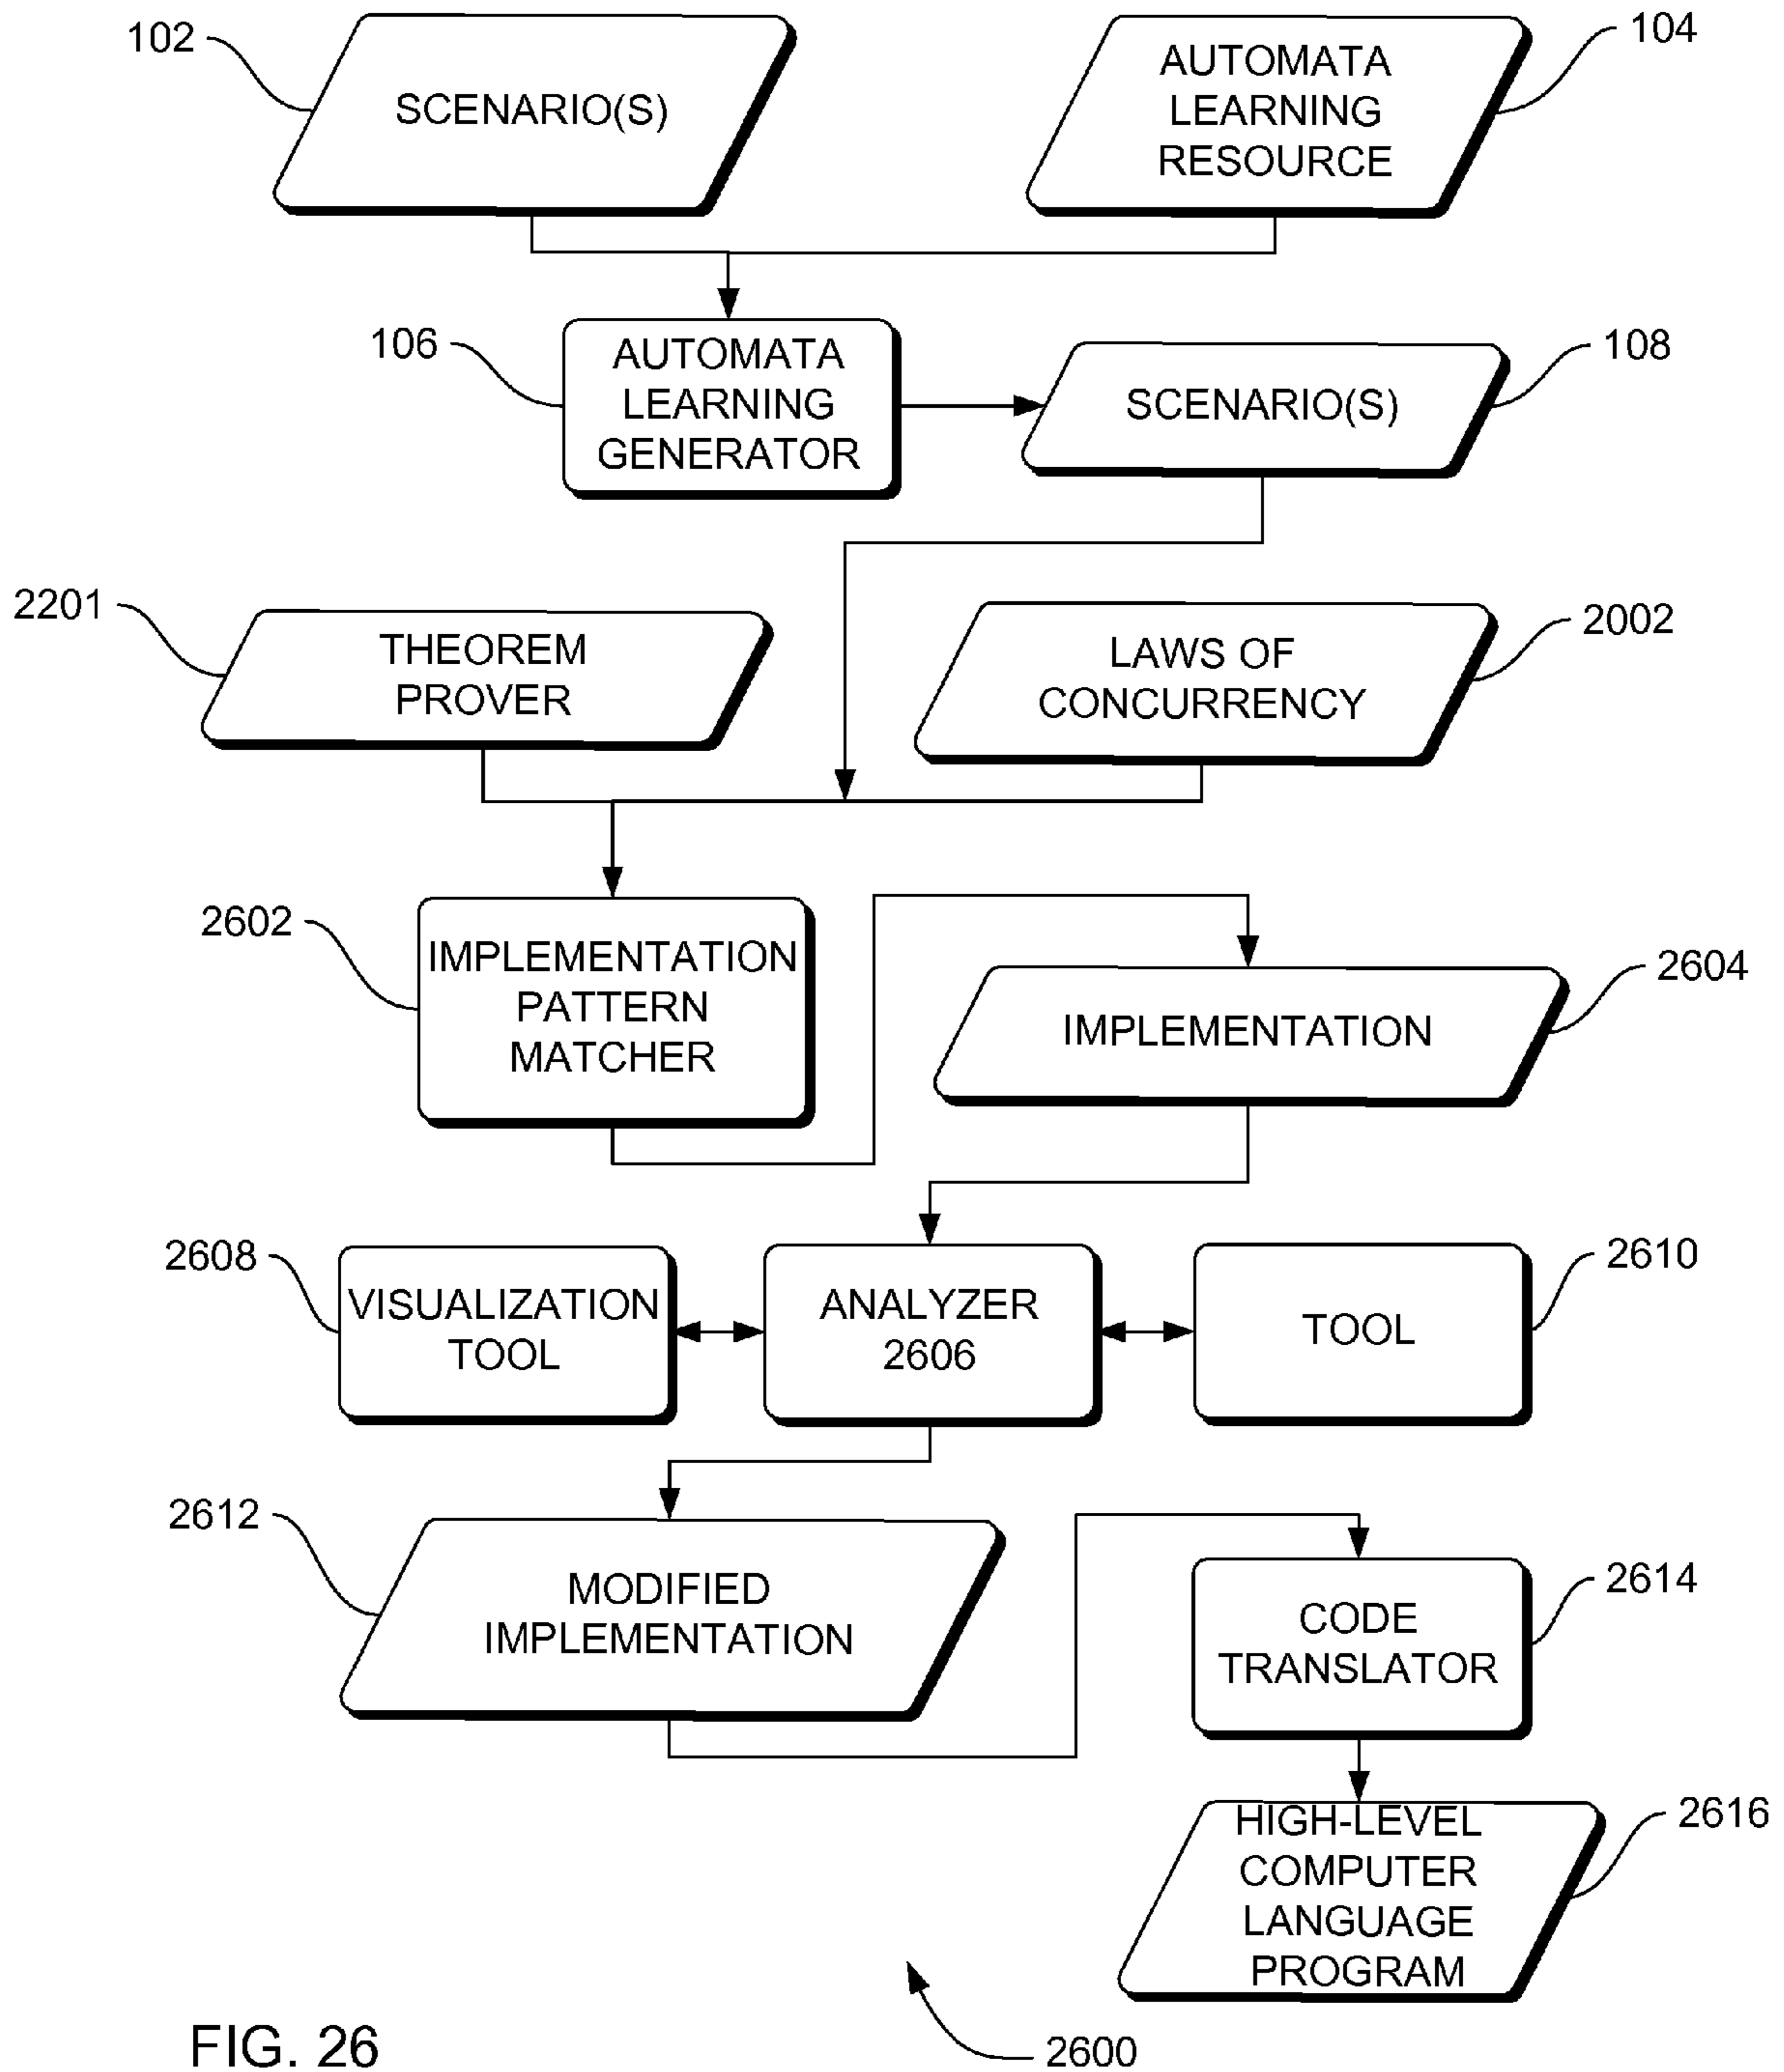 102
SCENARIO(S)
AUTOMATA
LEARNING
RESOURCE
104
106
AUTOMATA
LEARNING
GENERATOR
SCENARIO(S)
108
2201
THEOREM
PROVER
LAWS OF
CONCURRENCY
2002
2602
IMPLEMENTATION
PATTERN
MATCHER
IMPLEMENTATION
2604
2608
VISUALIZATION
TOOL
ANALYZER
2606
TOOL
2610
2612
MODIFIED
IMPLEMENTATION
CODE
TRANSLATOR
2614
HIGH-LEVEL
COMPUTER
LANGUAGE
PROGRAM
2616
FIG. 26
2600